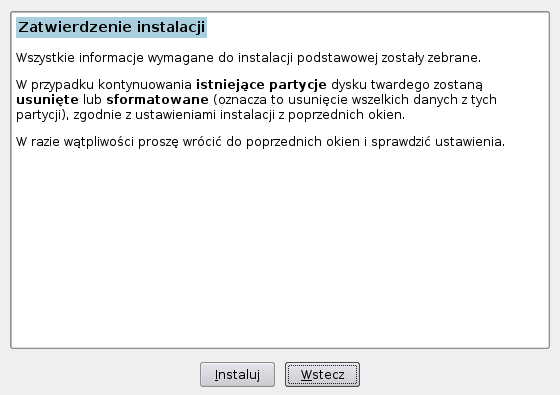 Zatwierdzenie instalacji
Wszystkie informacje wymagane do instalacji podstawowej zostały zebrane.
W przypadku kontynuowania istniejące partycje dysku twardego zostaną
usunięte lub sformatowane (oznacza to usunięcie wszelkich danych z tych
partycji), zgodnie z ustawieniami instalacji z poprzednich okien.
W razie wątpliwości proszę wrócić do poprzednich okien i sprawdzić ustawienia.
Instaluj Wstecz